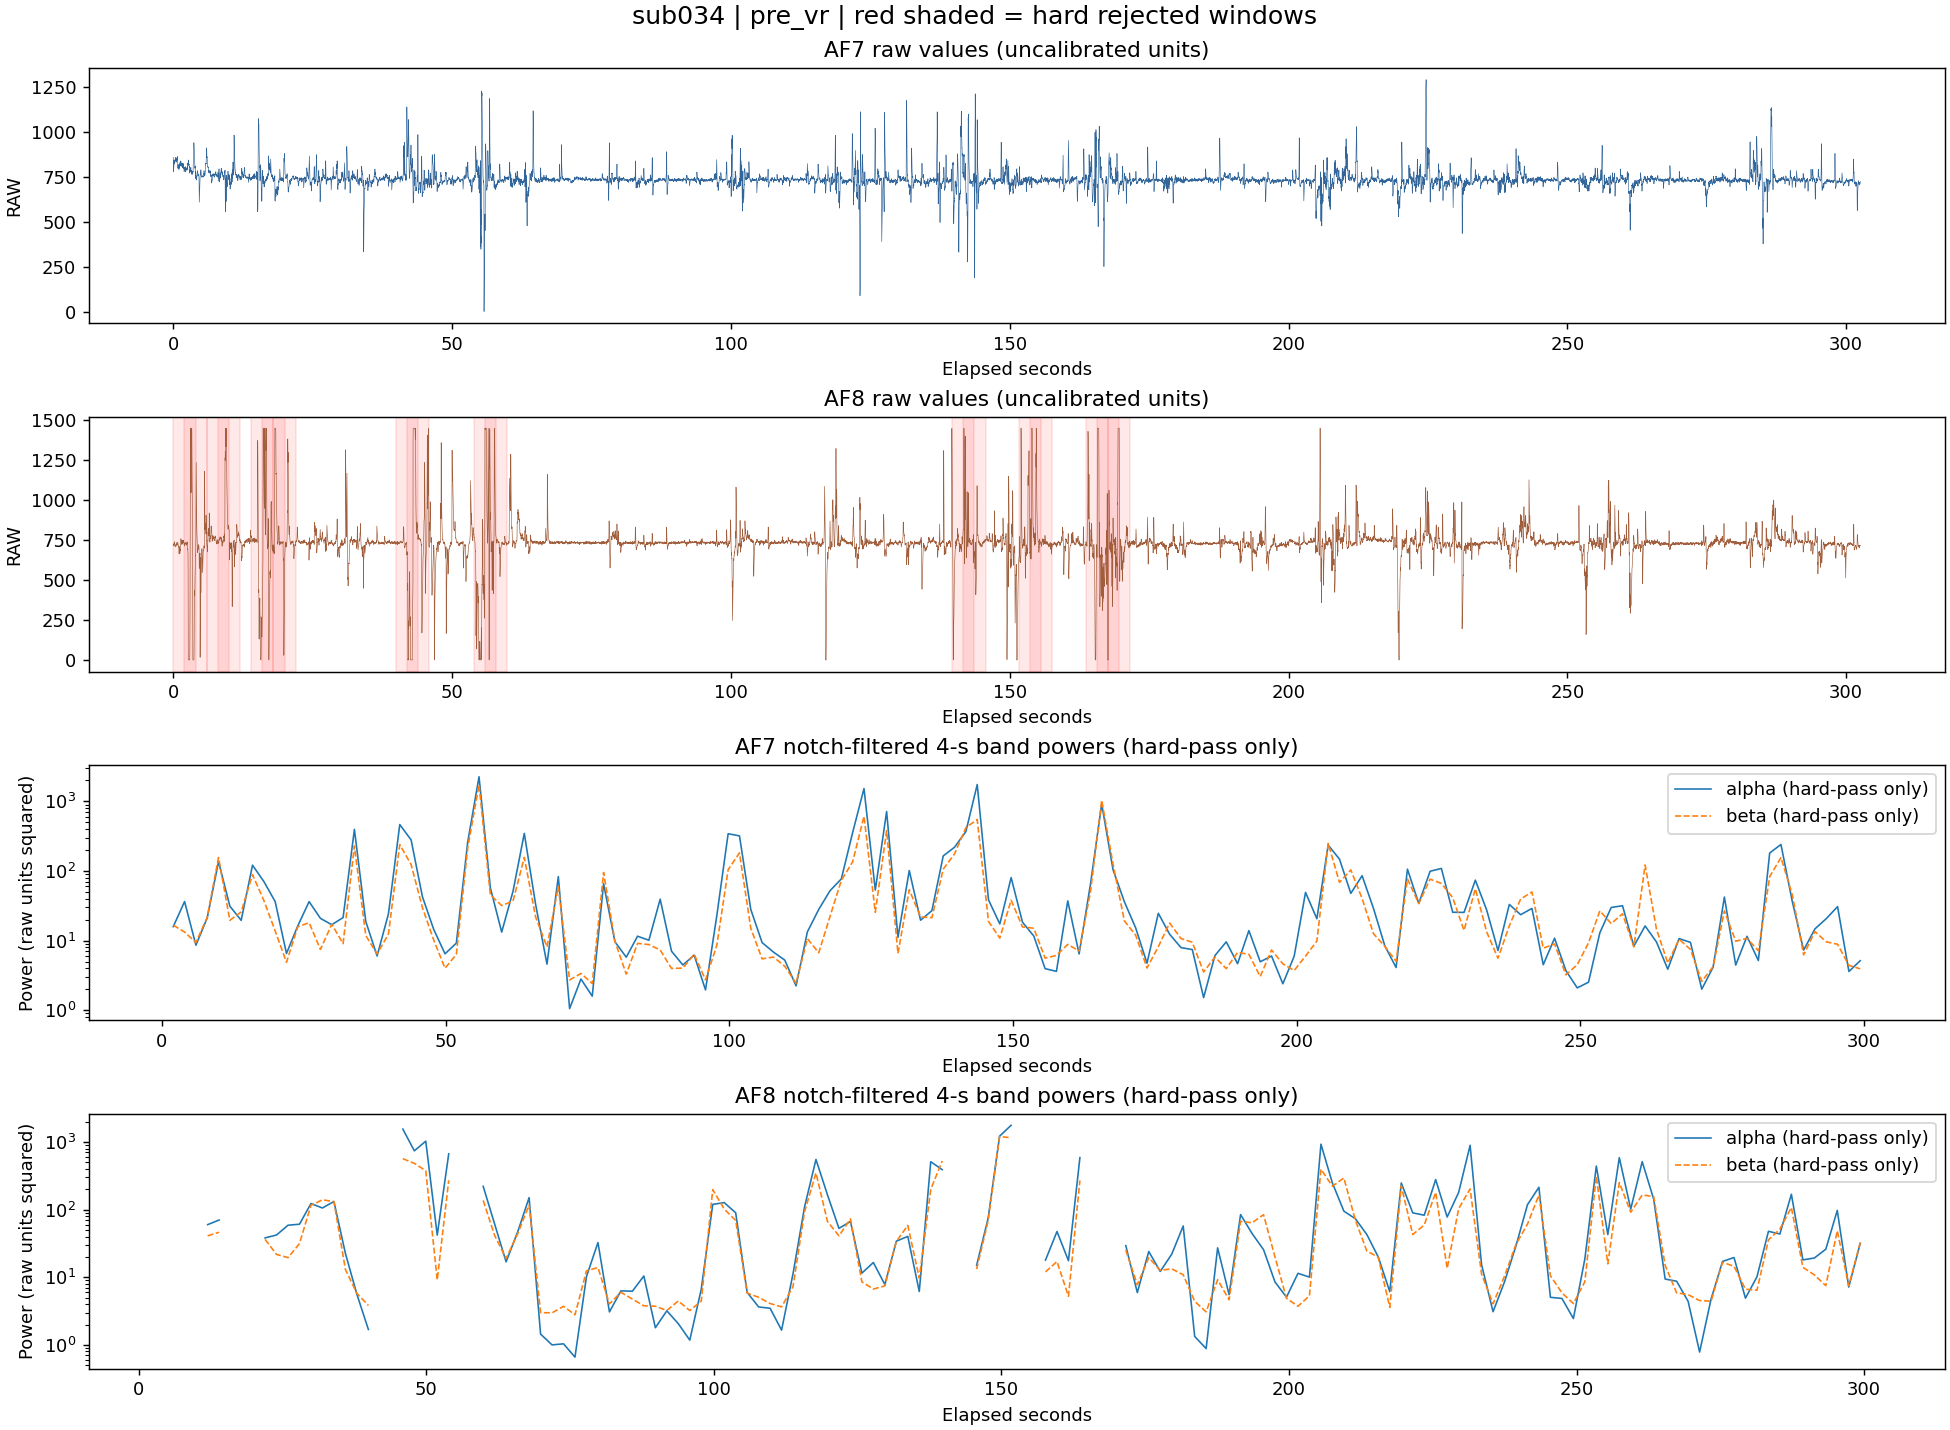 sub034 | pre_vr | red shaded = hard rejected windows
AF7 raw values (uncalibrated units)
RAW
1250
1000
750
500
250
0
0 50 100 150 200 250 300
Elapsed seconds
AF8 raw values (uncalibrated units)
RAW
1500
1250
1000
750
500
250
0
0 50 100 150 200 250 300
Elapsed seconds
AF7 notch-filtered 4-s band powers (hard-pass only)
Power (raw units squared)
10³
10²
10¹
10⁰
alpha (hard-pass only)
beta (hard-pass only)
0 50 100 150 200 250 300
Elapsed seconds
AF8 notch-filtered 4-s band powers (hard-pass only)
Power (raw units squared)
10³
10²
10¹
10⁰
alpha (hard-pass only)
beta (hard-pass only)
0 50 100 150 200 250 300
Elapsed seconds